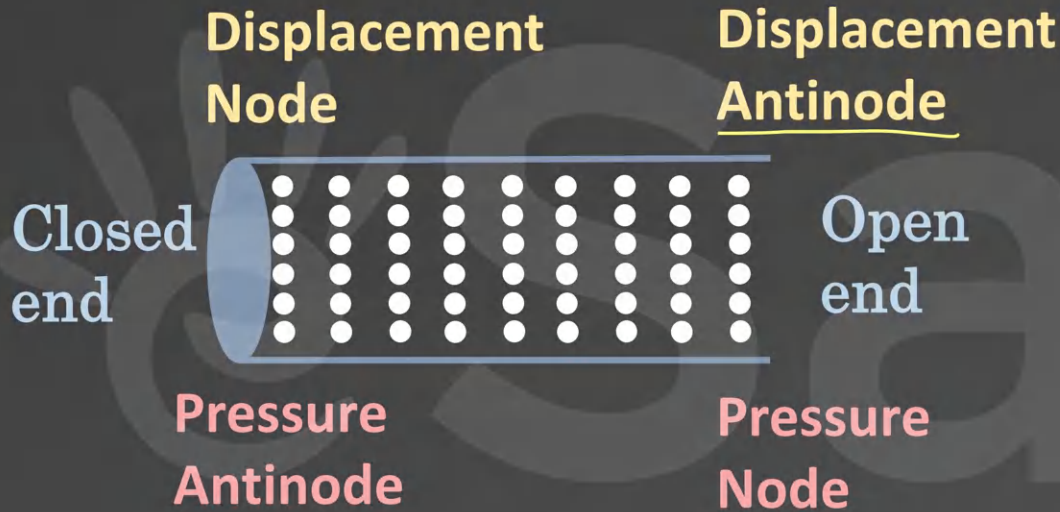 Displacement
Node
Displacement
Antinode
Closed
end
Open
end
Pressure
Antinode
Pressure
Node